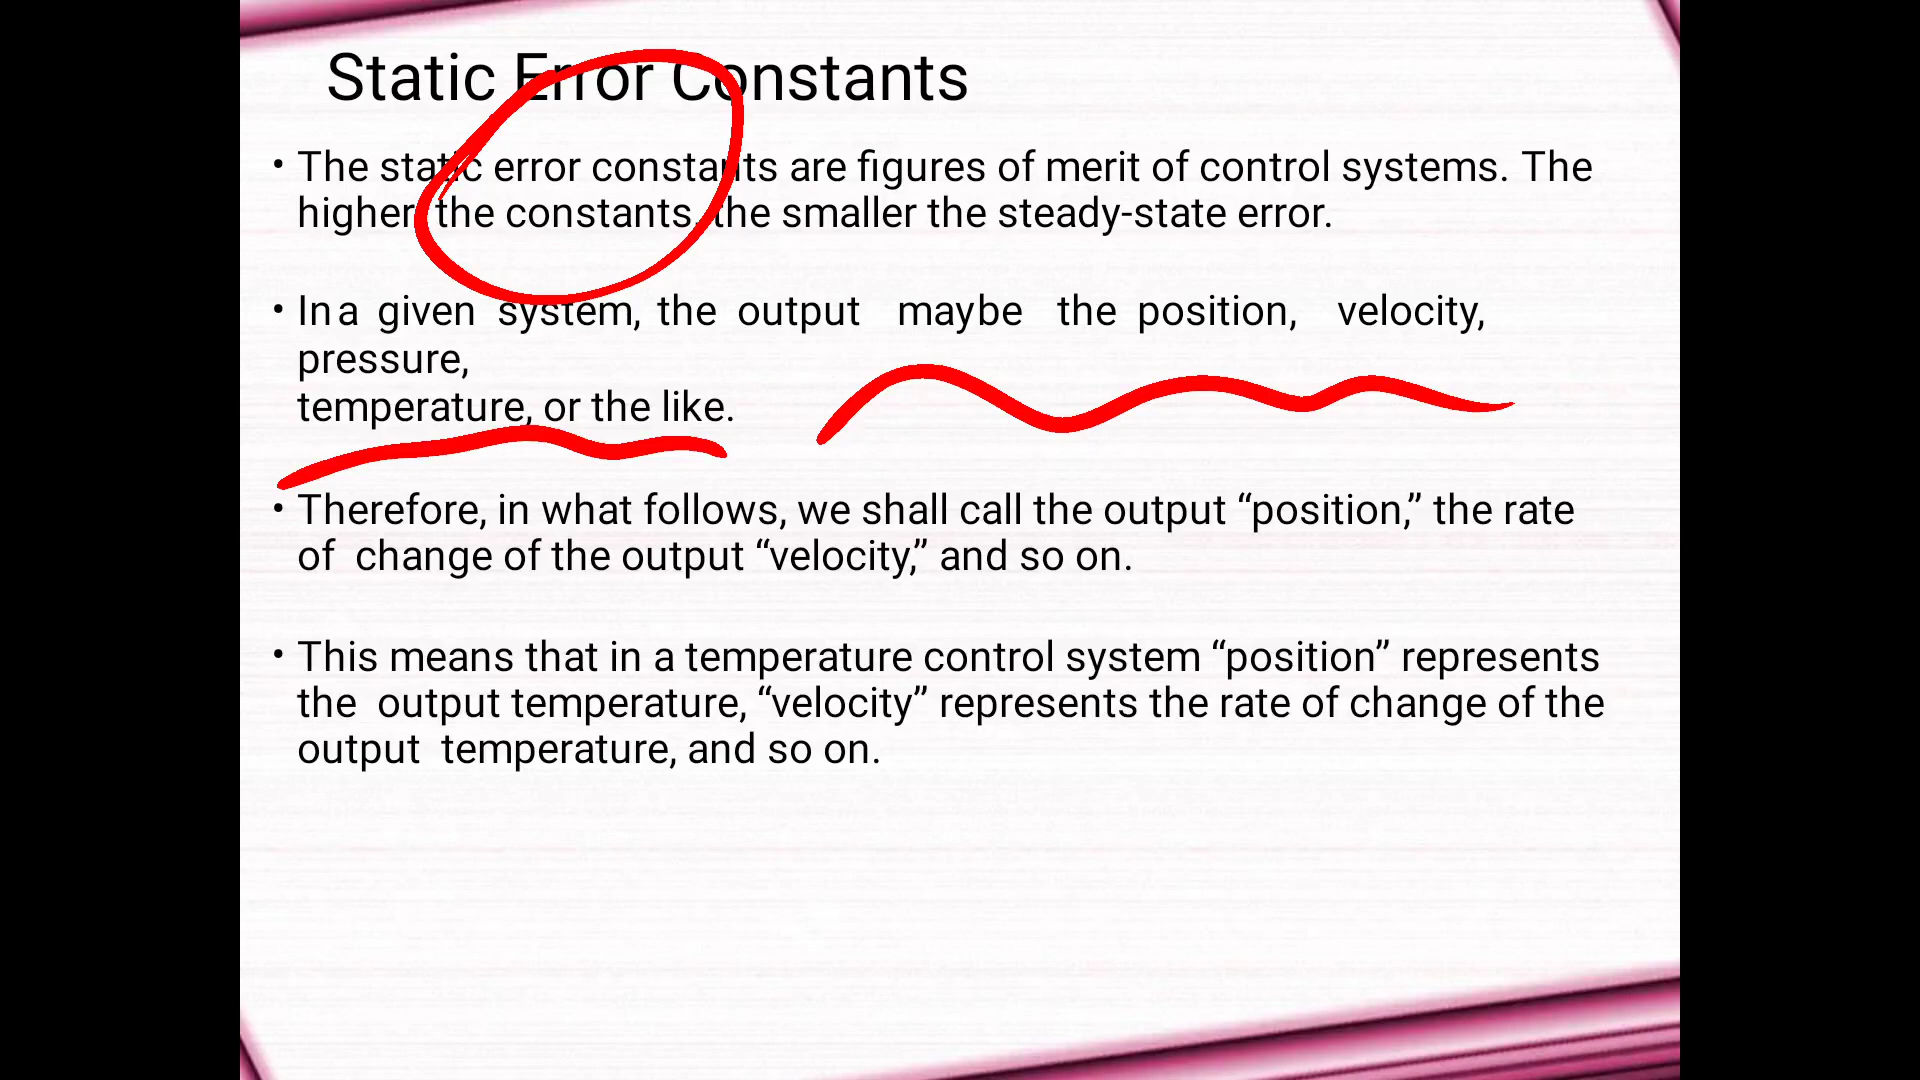 Static Error Constants
• The static error constants are figures of merit of control systems. The
higher the constants, the smaller the steady-state error.
• In a given system, the output maybe the position, velocity,
pressure,
temperature, or the like.
• Therefore, in what follows, we shall call the output “position,” the rate
of change of the output “velocity,” and so on.
• This means that in a temperature control system “position” represents
the output temperature, “velocity” represents the rate of change of the
output temperature, and so on.